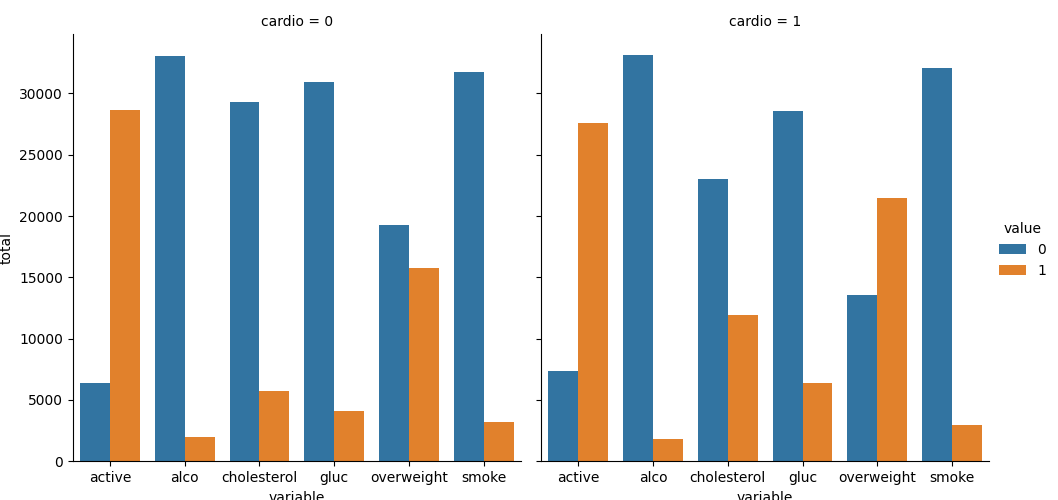 cardio = 0
cardio = 1
total
30000
25000
20000
15000
10000
5000
0
active alco cholesterol gluc overweight smoke
variable
active alco cholesterol gluc overweight smoke
variable
value
0
1